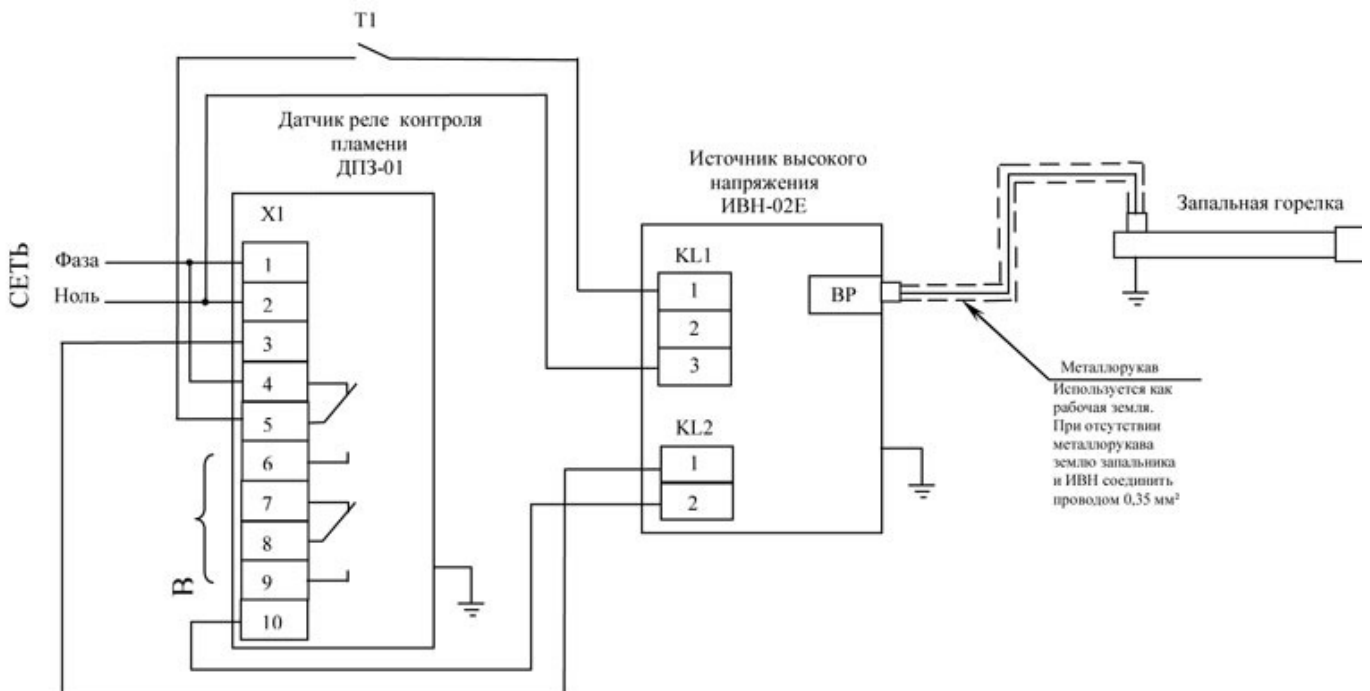 T1
Датчик реле контроля
пламени
ДПЗ-01
Источник высокого
напряжения
ИВН-02Е
Запальная горелка
X1
СЕТЬ
Фаза
Ноль
1
2
3
4
5
6
7
8
9
10
В
KL1
1
2
3
KL2
1
2
ВР
Металлорукав
Используется как
рабочая земля.
При отсутствии
металлорукава
землю запальника
и ИВН соединить
проводом 0,35 мм²